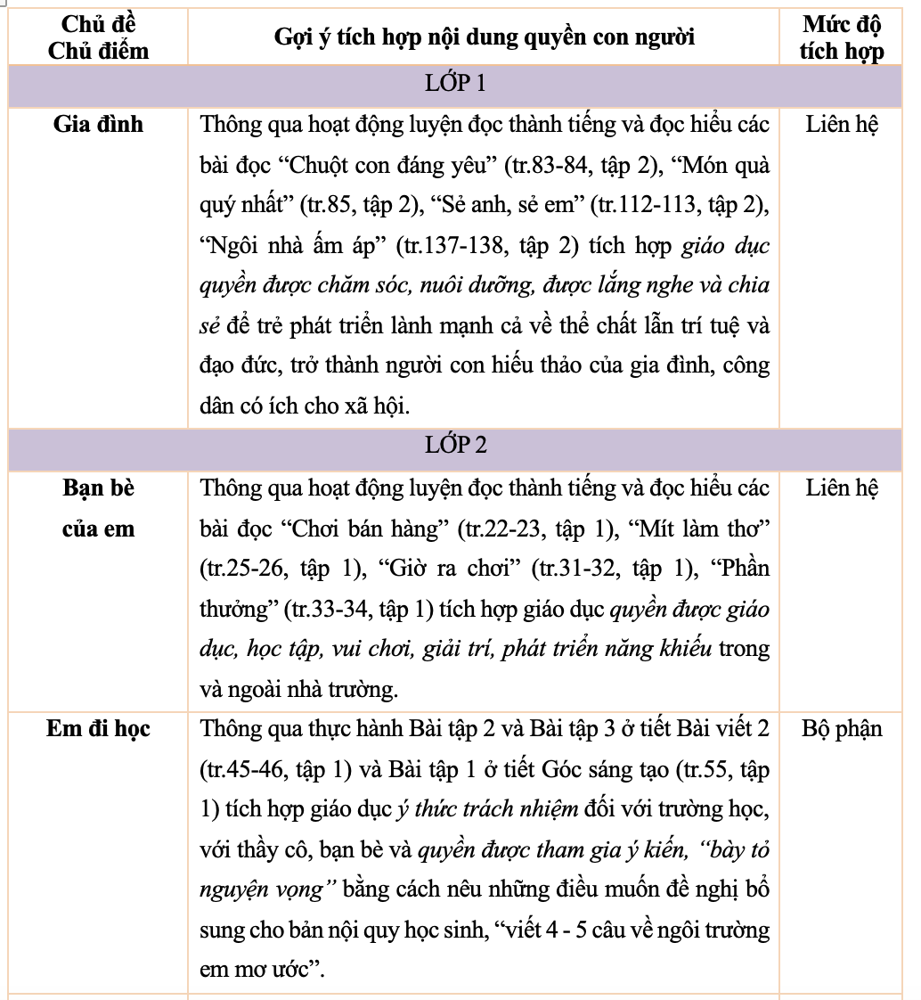 Chủ đề
Chủ điểm
Gợi ý tích hợp nội dung quyền con người
Mức độ
tích hợp
LỚP 1
Gia đình
Thông qua hoạt động luyện đọc thành tiếng và đọc hiểu các
bài đọc “Chuột con đáng yêu” (tr.83-84, tập 2), “Món quà
quý nhất” (tr.85, tập 2), “Sẻ anh, sẻ em” (tr.112-113, tập 2),
“Ngôi nhà ấm áp” (tr.137-138, tập 2) tích hợp giáo dục
quyền được chăm sóc, nuôi dưỡng, được lắng nghe và chia
sẻ để trẻ phát triển lành mạnh cả về thể chất lẫn trí tuệ và
đạo đức, trở thành người con hiếu thảo của gia đình, công
dân có ích cho xã hội.
Liên hệ
LỚP 2
Bạn bè
của em
Thông qua hoạt động luyện đọc thành tiếng và đọc hiểu các
bài đọc “Chơi bán hàng” (tr.22-23, tập 1), “Mít làm thơ”
(tr.25-26, tập 1), “Giờ ra chơi” (tr.31-32, tập 1), “Phần
thưởng” (tr.33-34, tập 1) tích hợp giáo dục quyền được giáo
dục, học tập, vui chơi, giải trí, phát triển năng khiếu trong
và ngoài nhà trường.
Liên hệ
Em đi học
Thông qua thực hành Bài tập 2 và Bài tập 3 ở tiết Bài viết 2
(tr.45-46, tập 1) và Bài tập 1 ở tiết Góc sáng tạo (tr.55, tập
1) tích hợp giáo dục ý thức trách nhiệm đối với trường học,
với thầy cô, bạn bè và quyền được tham gia ý kiến, “bày tỏ
nguyện vọng” bằng cách nêu những điều muốn đề nghị bổ
sung cho bản nội quy học sinh, “viết 4 - 5 câu về ngôi trường
em mơ ước”.
Bộ phận